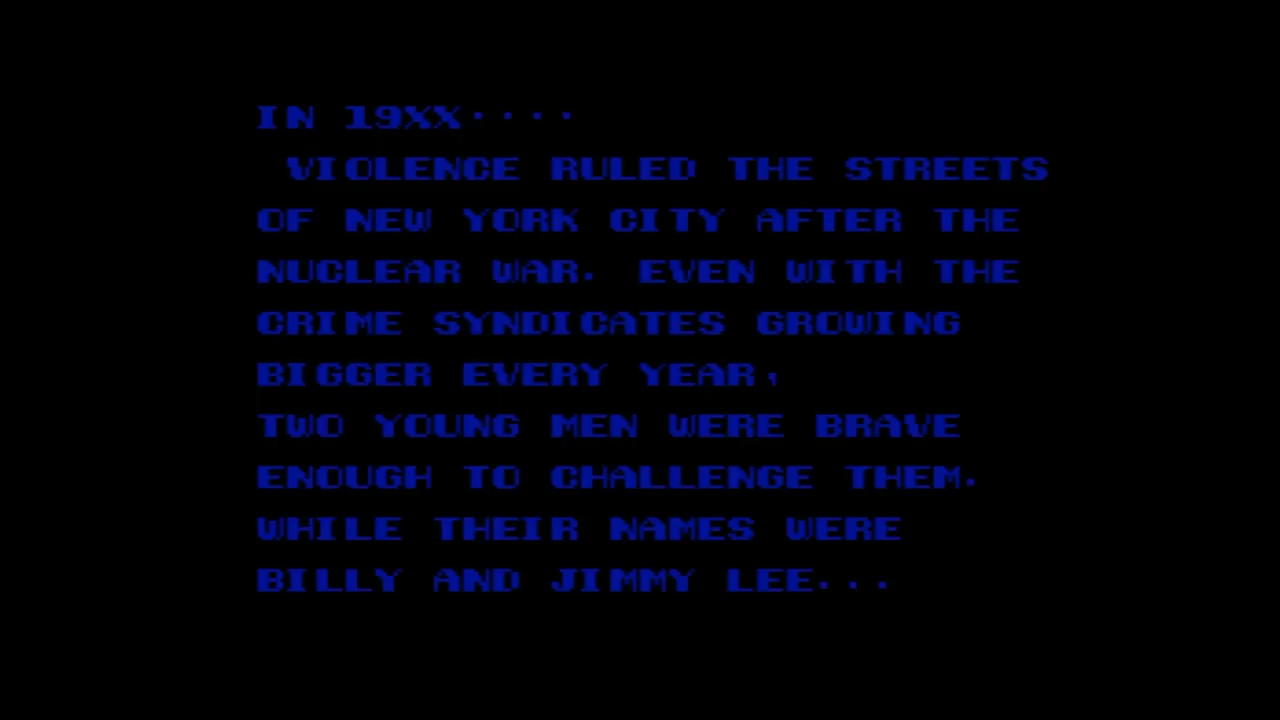 IN 19XX····
VIOLENCE RULED THE STREETS
OF NEW YORK CITY AFTER THE
NUCLEAR WAR. EVEN WITH THE
CRIME SYNDICATES GROWING
BIGGER EVERY YEAR,
TWO YOUNG MEN WERE BRAVE
ENOUGH TO CHALLENGE THEM.
WHILE THEIR NAMES WERE
BILLY AND JIMMY LEE...